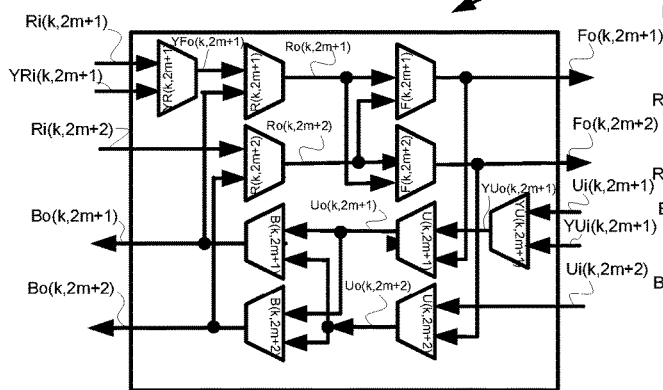 Ri(k,2m+1)
YFo(k,2m+1)
Ro(k,2m+1)
Fo(k,2m+1)
YRi(k,2m+1)
YR(k,2m+1)
R(k,2m+1)
F(k,2m+1)
R
Ri(k,2m+2)
Ro(k,2m+2)
Fo(k,2m+2)
R(k,2m+2)
F(k,2m+2)
R
Ui(k,2m+1)
Bo(k,2m+1)
Uo(k,2m+1)
YUo(k,2m+1)
B(k,2m+1)
U(k,2m+1)
YU(k,2m+1)
YUi(k,2m+1)
Bo(k,2m+2)
Uo(k,2m+2)
Ui(k,2m+2)
B
B(k,2m+2)
U(k,2m+2)